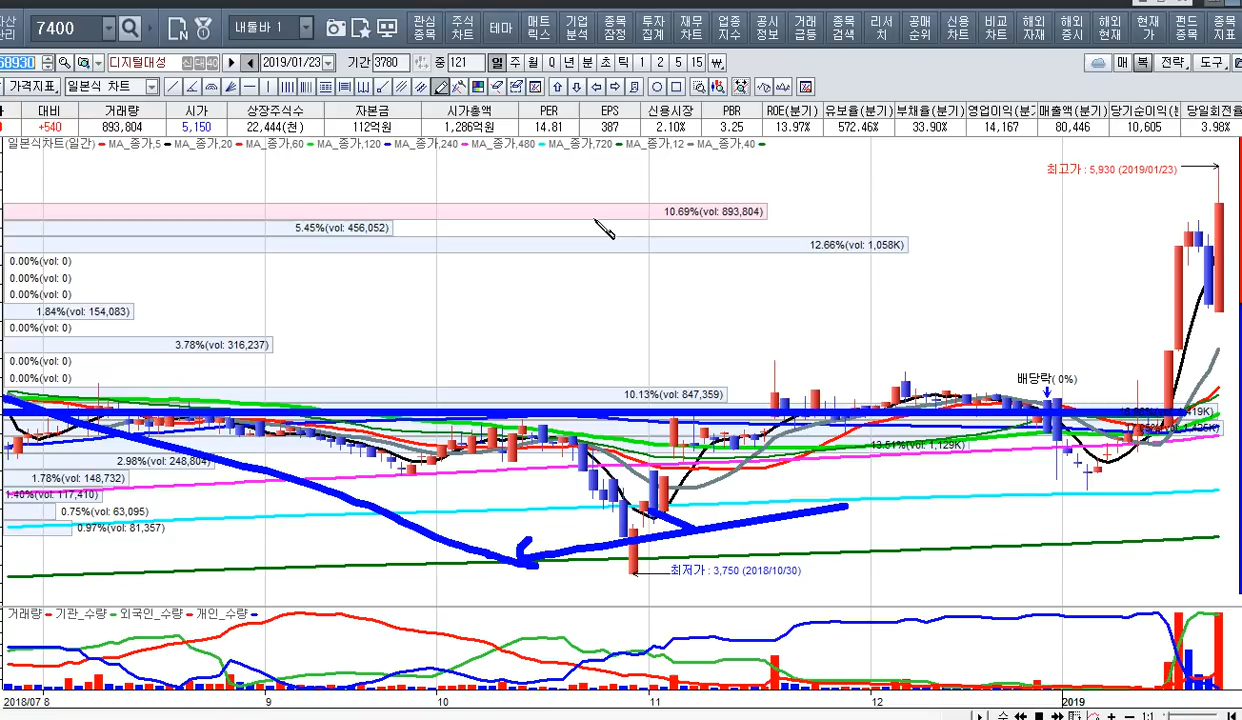 자산 7400 내툴바 1 관심 주식 테마 매트 기업 종목 투자 재무 업종 공시 거래 종목 리서 공매 신용 비교 해외 해외 해외 현재 펀드 종목
관리 종목 차트 릭스 분석 잠정 집계 차트 지수 정보 급등 검색 치 순위 차트 차트 자재 증시 현재 가 종목 지표
68930 디지털대성 신 대 40 2019/01/23 기간 3780 중 121 일 주 월 Q 년 분 초 틱 1 2 5 15 매 복 전략 도구
가격지표 일본식 차트
대비 거래량 시가 상장주식수 자본금 시가총액 PER EPS 신용시장 PBR ROE(분기) 유보율(분기) 부채율(분기) 영업이익(분기 매출액(분기) 당기순이익(분 당일회전율
+540 893,804 5,150 22,444(천) 112억원 1,286억원 14.81 387 2.10% 3.25 13.97% 572.46% 33.90% 14,167 80,446 10,605 3.98%
일본식차트(일간) MA_종가,5 MA_종가,20 MA_종가,60 MA_종가,120 MA_종가,240 MA_종가,480 MA_종가,720 MA_종가,12 MA_종가,40
최고가 : 5,930 (2019/01/23)
10.69%(vol: 893,804)
5.45%(vol: 456,052)
12.66%(vol: 1,058K)
0.00%(vol: 0)
0.00%(vol: 0)
0.00%(vol: 0)
1.84%(vol: 154,083)
0.00%(vol: 0)
3.78%(vol: 316,237)
0.00%(vol: 0)
0.00%(vol: 0)
배당락( 0%)
10.13%(vol: 847,359)
13.51%(vol: 1,129K)
2.98%(vol: 248,804)
1.78%(vol: 148,732)
1.40%(vol: 117,410)
0.75%(vol: 63,095)
0.97%(vol: 81,357)
최저가 : 3,750 (2018/10/30)
거래량 기관_수량 외국인_수량 개인_수량
2018/07 8 9 10 11 12 2019
수 1:1